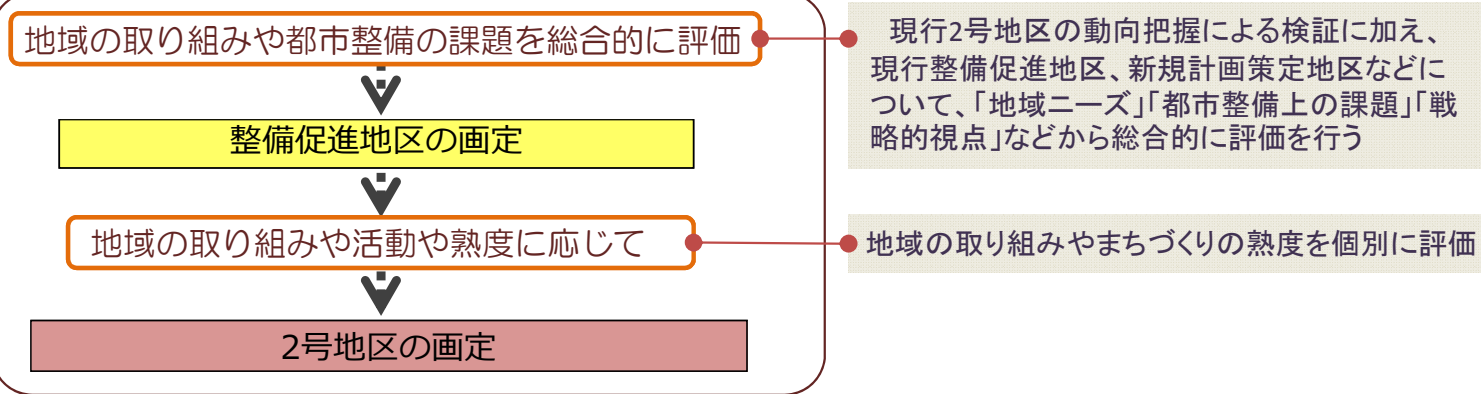 地域の取り組みや都市整備の課題を総合的に評価
現行2号地区の動向把握による検証に加え、
現行整備促進地区、新規計画策定地区などに
ついて、「地域ニーズ」「都市整備上の課題」「戦
略的視点」などから総合的に評価を行う
整備促進地区の画定
地域の取り組みや活動や熟度に応じて
地域の取り組みやまちづくりの熟度を個別に評価
2号地区の画定